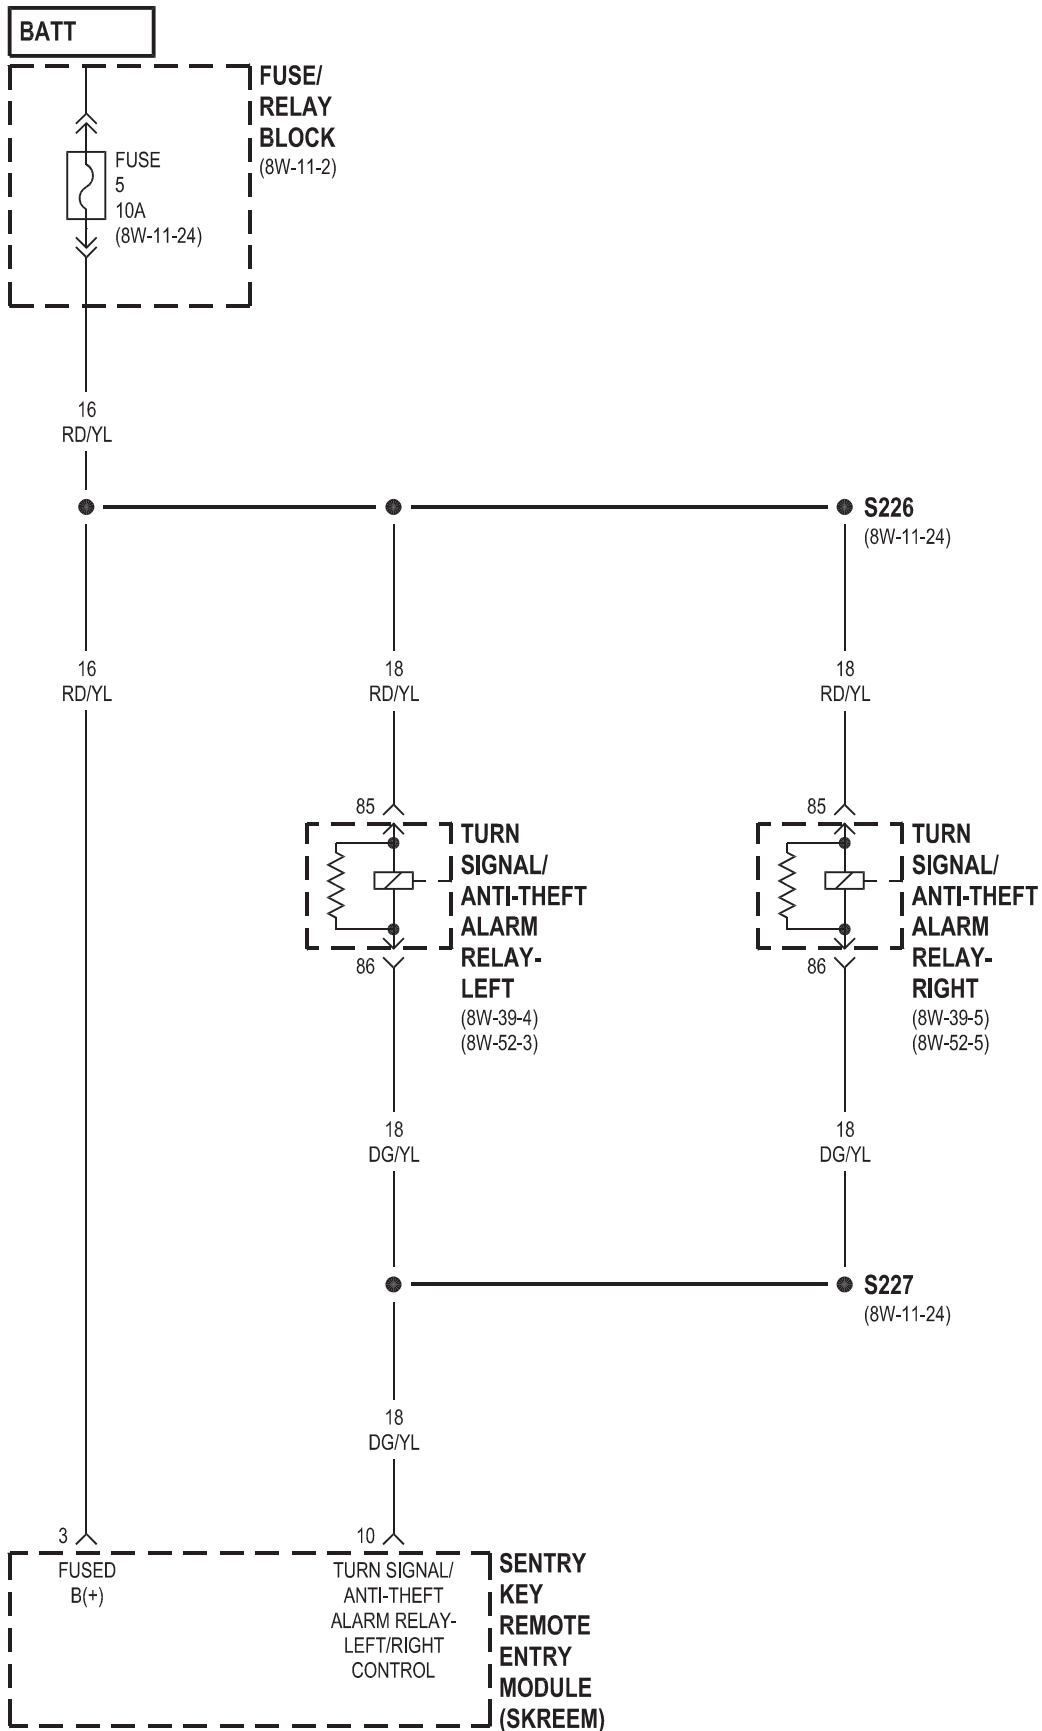 BATT
FUSE/
RELAY
BLOCK
(8W-11-2)
FUSE
5
10A
(8W-11-24)
16
RD/YL
S226
(8W-11-24)
16
RD/YL
18
RD/YL
18
RD/YL
85
TURN
SIGNAL/
ANTI-THEFT
ALARM
RELAY-
LEFT
(8W-39-4)
(8W-52-3)
86
85
TURN
SIGNAL/
ANTI-THEFT
ALARM
RELAY-
RIGHT
(8W-39-5)
(8W-52-5)
86
18
DG/YL
18
DG/YL
S227
(8W-11-24)
18
DG/YL
3
10
FUSED
B(+)
TURN SIGNAL/
ANTI-THEFT
ALARM RELAY-
LEFT/RIGHT
CONTROL
SENTRY
KEY
REMOTE
ENTRY
MODULE
(SKREEM)